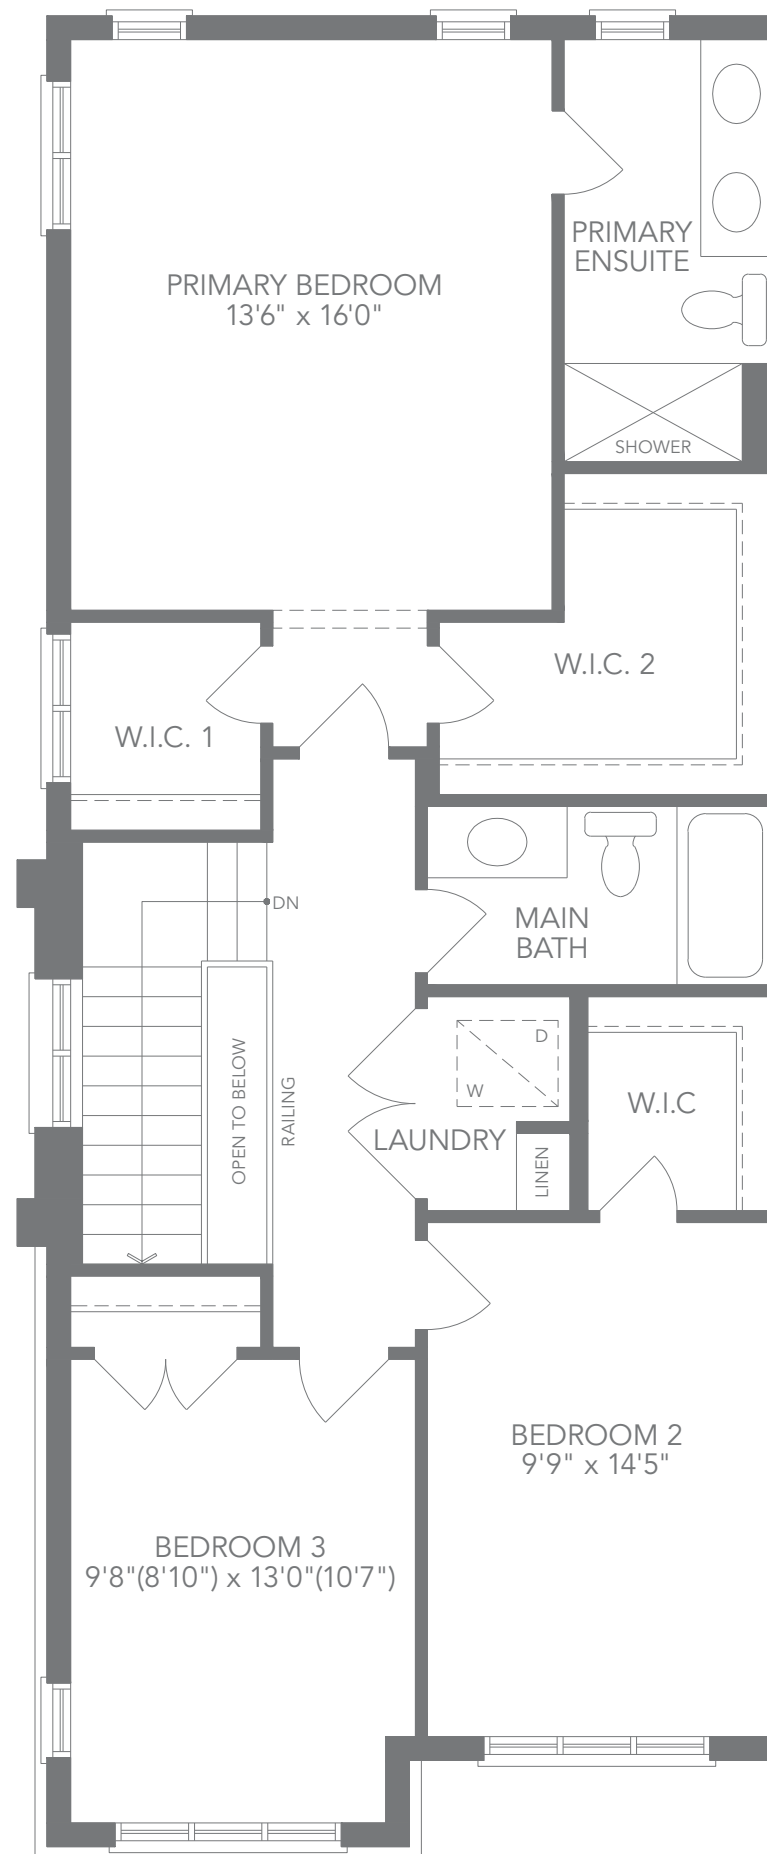 PRIMARY
ENSUITE
PRIMARY BEDROOM
13'6" x 16'0"
SHOWER
W.I.C. 2
W.I.C. 1
DN
MAIN
BATH
D
W
OPEN TO BELOW
RAILING
W.I.C
LAUNDRY
LINEN
BEDROOM 2
9'9" x 14'5"
BEDROOM 3
9'8"(8'10") x 13'0"(10'7")